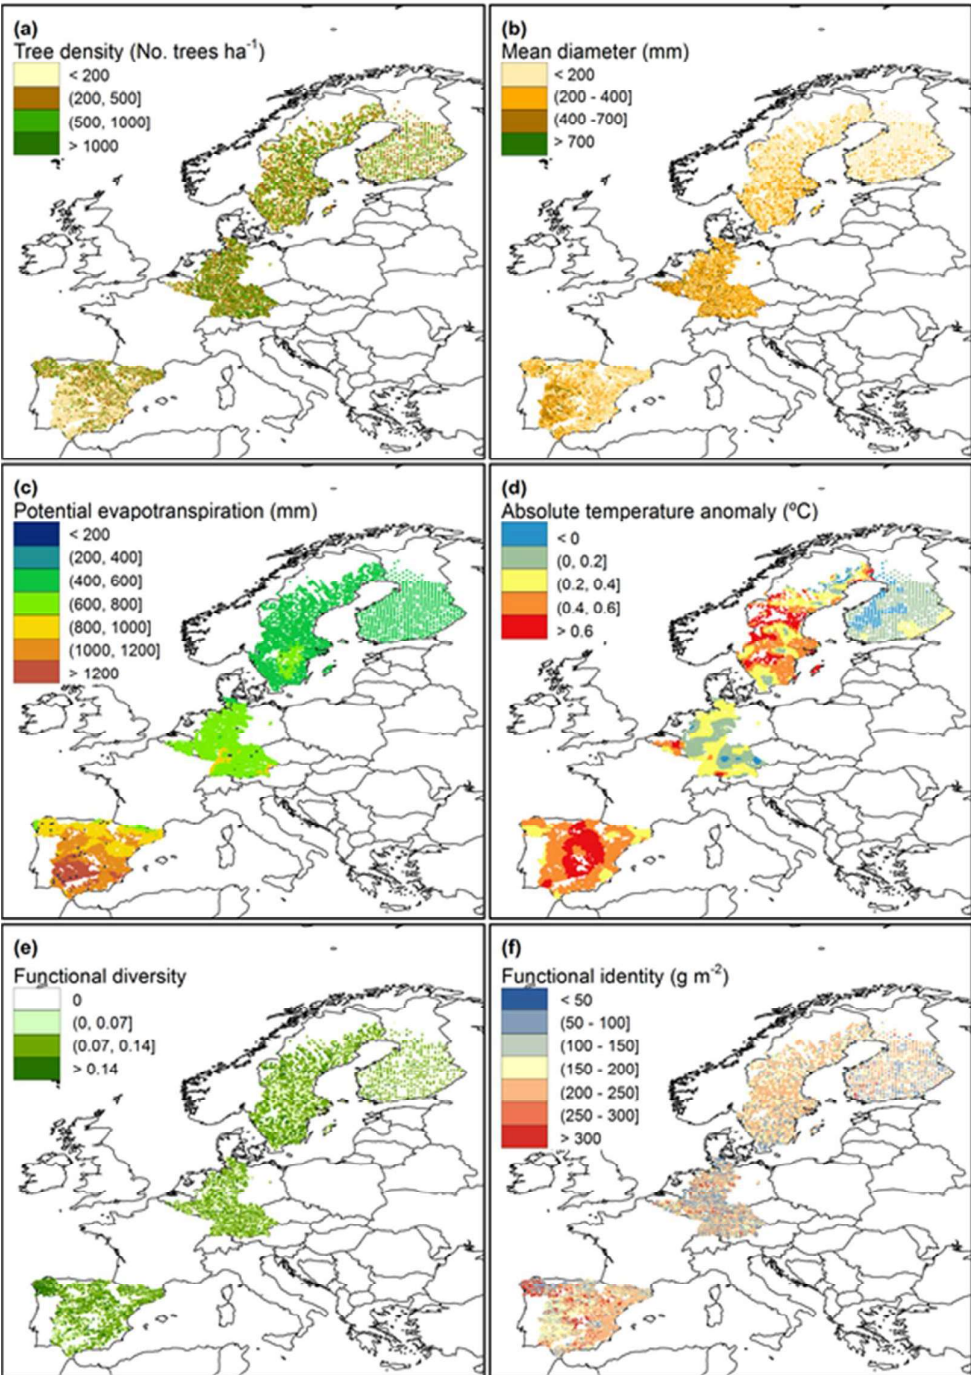 (a)
Tree density (No. trees ha-1)
< 200
(200, 500]
(500, 1000]
> 1000
(b)
Mean diameter (mm)
< 200
(200 - 400]
(400 -700]
> 700
(c)
Potential evapotranspiration (mm)
< 200
(200, 400]
(400, 600]
(600, 800]
(800, 1000]
(1000, 1200]
> 1200
(d)
Absolute temperature anomaly (ºC)
< 0
(0, 0.2]
(0.2, 0.4]
(0.4, 0.6]
> 0.6
(e)
Functional diversity
0
(0, 0.07]
(0.07, 0.14]
> 0.14
(f)
Functional identity (g m-2)
< 50
(50 - 100]
(100 - 150]
(150 - 200]
(200 - 250]
(250 - 300]
> 300